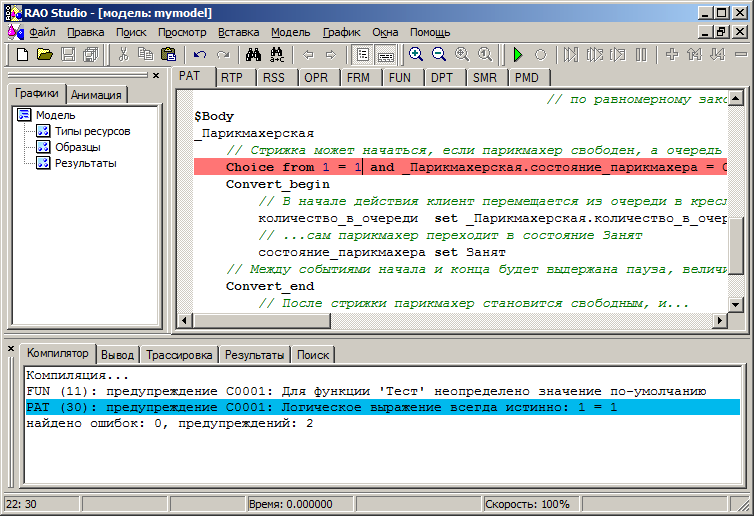 RAO Studio - [модель: mymodel]
Файл Правка Поиск Просмотр Вставка Модель График Окна Помощь
PAT RTP RSS OPR FRM FUN DPT SMR PMD
Графики Анимация
Модель
Типы ресурсов
Образцы
Результаты
// по равномерному зако
$Body
_Парикмахерская
// Стрижка может начаться, если парикмахер свободен, а очередь
Choice from 1 = 1 and _Парикмахерская.состояние_парикмахера =
Convert_begin
// В начале действия клиент перемещается из очереди в кресл
количество_в_очереди set _Парикмахерская.количество_в_очер
// ...сам парикмахер переходит в состояние Занят
состояние_парикмахера set Занят
// Между событиями начала и конца будет выдержана пауза, величи
Convert_end
// После стрижки парикмахер становится свободным, и...
Компилятор Вывод Трассировка Результаты Поиск
Компиляция...
FUN (11): предупреждение C0001: Для функции 'Тест' неопределено значение по-умолчанию
PAT (30): предупреждение C0001: Логическое выражение всегда истинно: 1 = 1
найдено ошибок: 0, предупреждений: 2
22: 30 Время: 0.000000 Скорость: 100%